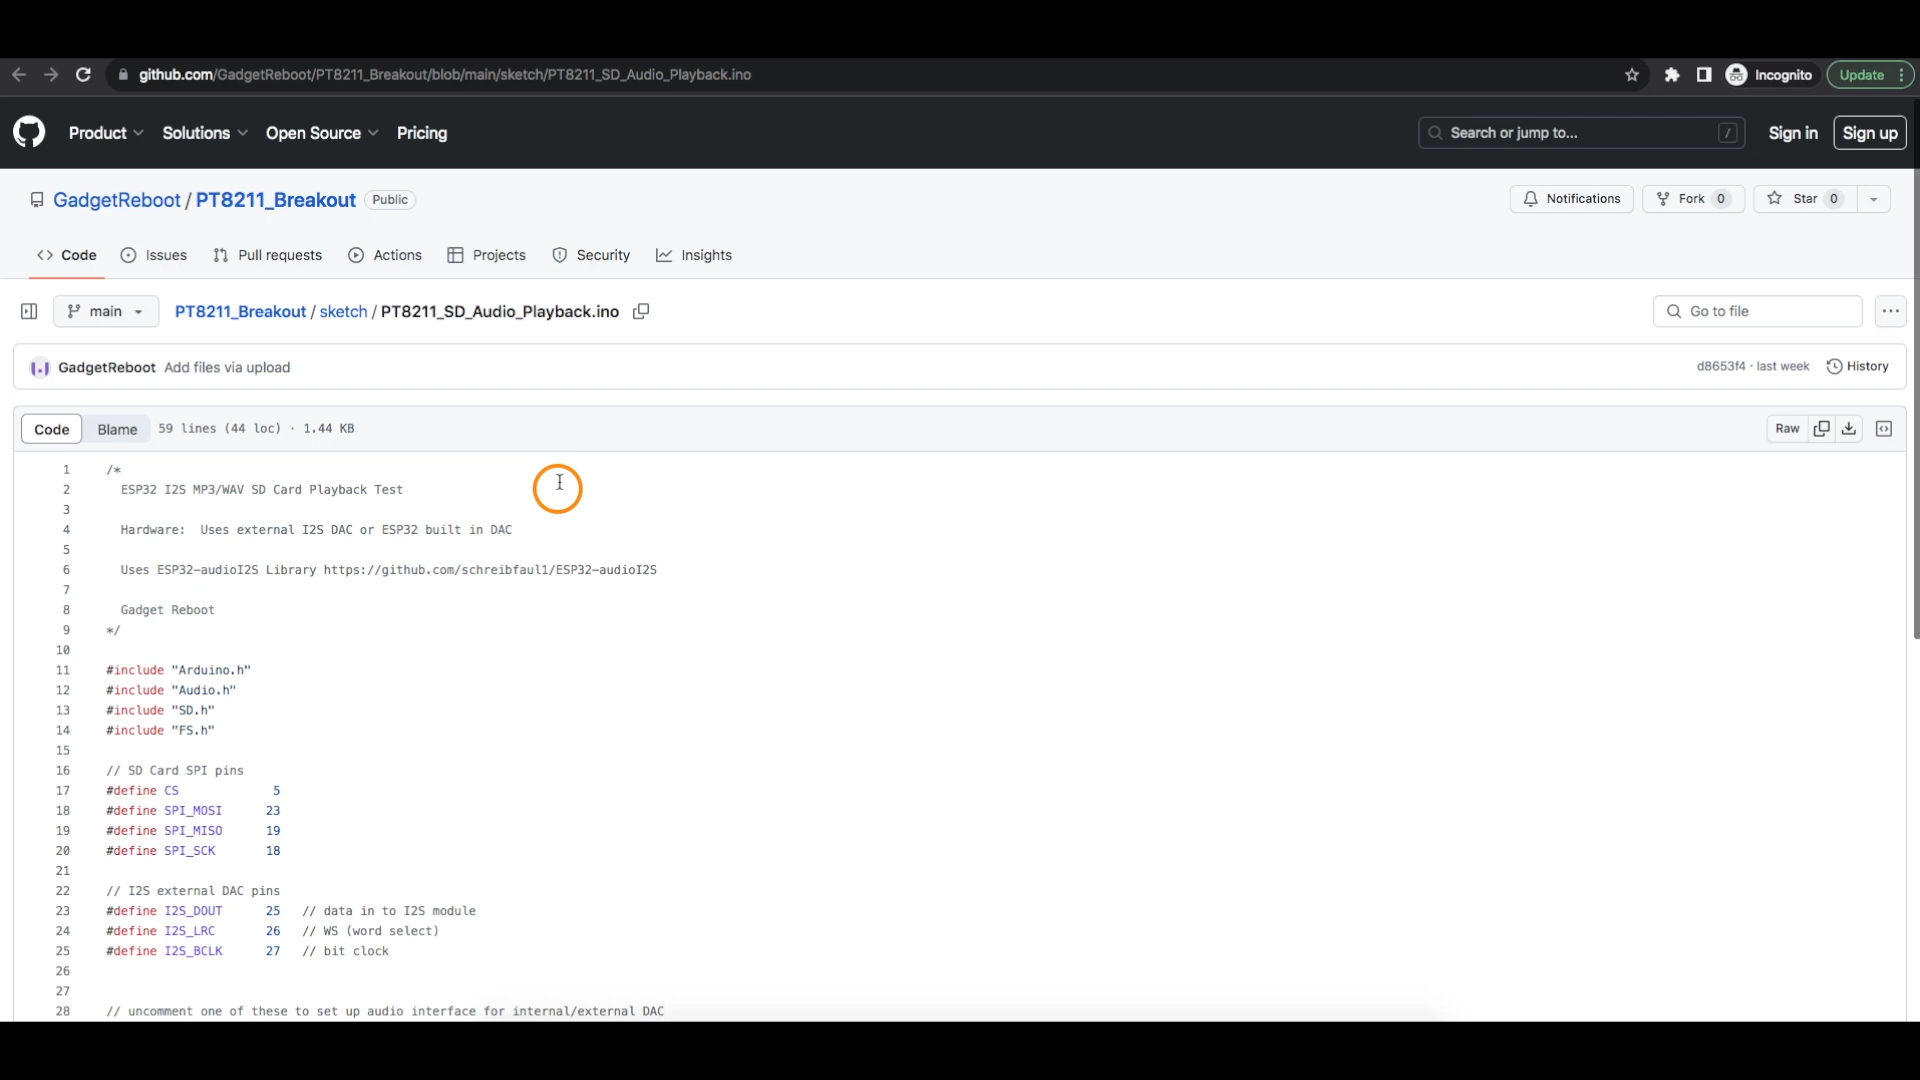 github.com/GadgetReboot/PT8211_Breakout/blob/main/sketch/PT8211_SD_Audio_Playback.ino
Incognito
Update
Product
Solutions
Open Source
Pricing
Search or jump to...
/
Sign in
Sign up
GadgetReboot / PT8211_Breakout
Public
Notifications
Fork 0
Star 0
Code
Issues
Pull requests
Actions
Projects
Security
Insights
main
PT8211_Breakout / sketch / PT8211_SD_Audio_Playback.ino
Go to file
GadgetReboot Add files via upload
d8653f4 · last week
History
Code
Blame
59 lines (44 loc) · 1.44 KB
Raw
1 /*
2 ESP32 I2S MP3/WAV SD Card Playback Test
3
4 Hardware: Uses external I2S DAC or ESP32 built in DAC
5
6 Uses ESP32-audioI2S Library https://github.com/schreibfaul1/ESP32-audioI2S
7
8 Gadget Reboot
9 */
10
11 #include "Arduino.h"
12 #include "Audio.h"
13 #include "SD.h"
14 #include "FS.h"
15
16 // SD Card SPI pins
17 #define CS 5
18 #define SPI_MOSI 23
19 #define SPI_MISO 19
20 #define SPI_SCK 18
21
22 // I2S external DAC pins
23 #define I2S_DOUT 25 // data in to I2S module
24 #define I2S_LRC 26 // WS (word select)
25 #define I2S_BCLK 27 // bit clock
26
27
28 // uncomment one of these to set up audio interface for internal/external DAC